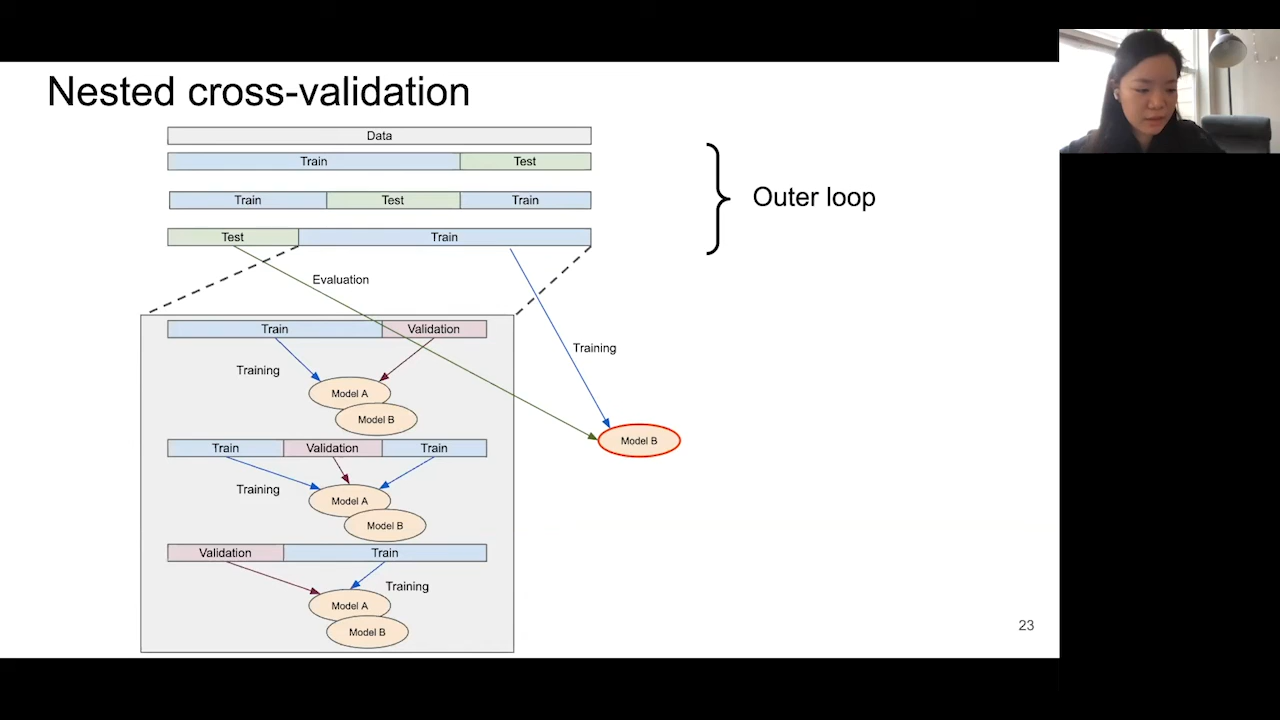 Nested cross-validation
Data
Train Test
Train Test Train
Outer loop
Test Train
Evaluation
Train Validation
Training
Training
Model A
Model B
Model B
Train Validation Train
Training
Model A
Model B
Validation Train
Training
Model A
Model B
23